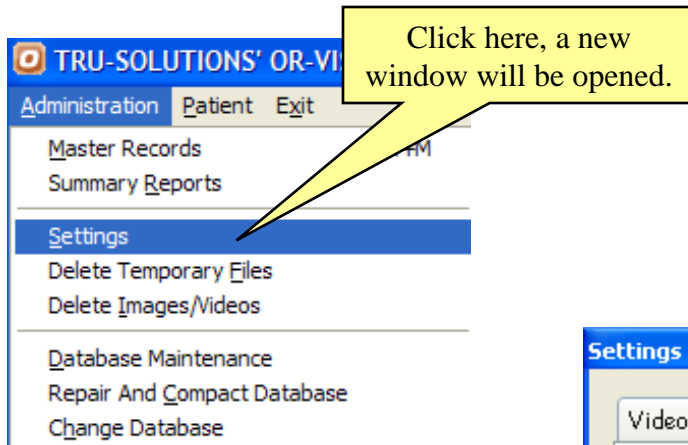 Click here, a new
window will be opened.
TRU-SOLUTIONS' OR-VI
Administration Patient Exit
Master Records
Summary Reports
Settings
Delete Temporary Files
Delete Images/Videos
Database Maintenance
Repair And Compact Database
Change Database
Settings
Video